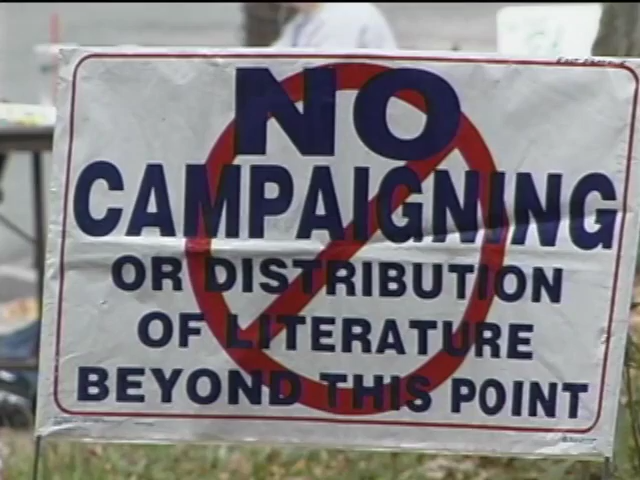 NO
CAMPAIGNING
OR DISTRIBUTION
OF LITERATURE
BEYOND THIS POINT